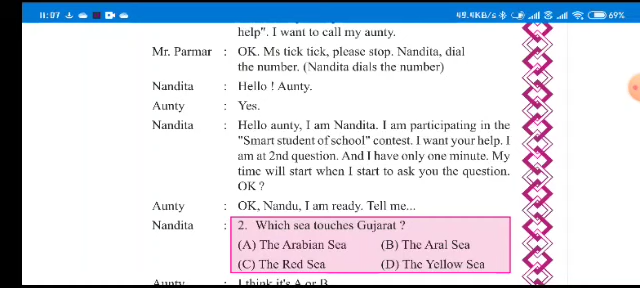 11:07 49.4KB/s 69%
help". I want to call my aunty.
Mr. Parmar : OK. Ms tick tick, please stop. Nandita, dial
the number. (Nandita dials the number)
Nandita : Hello ! Aunty.
Aunty : Yes.
Nandita : Hello aunty, I am Nandita. I am participating in the
"Smart student of school" contest. I want your help. I
am at 2nd question. And I have only one minute. My
time will start when I start to ask you the question.
OK ?
Aunty : OK, Nandu, I am ready. Tell me...
Nandita : 2. Which sea touches Gujarat ?
(A) The Arabian Sea (B) The Aral Sea
(C) The Red Sea (D) The Yellow Sea
Aunty : I think it's A or B